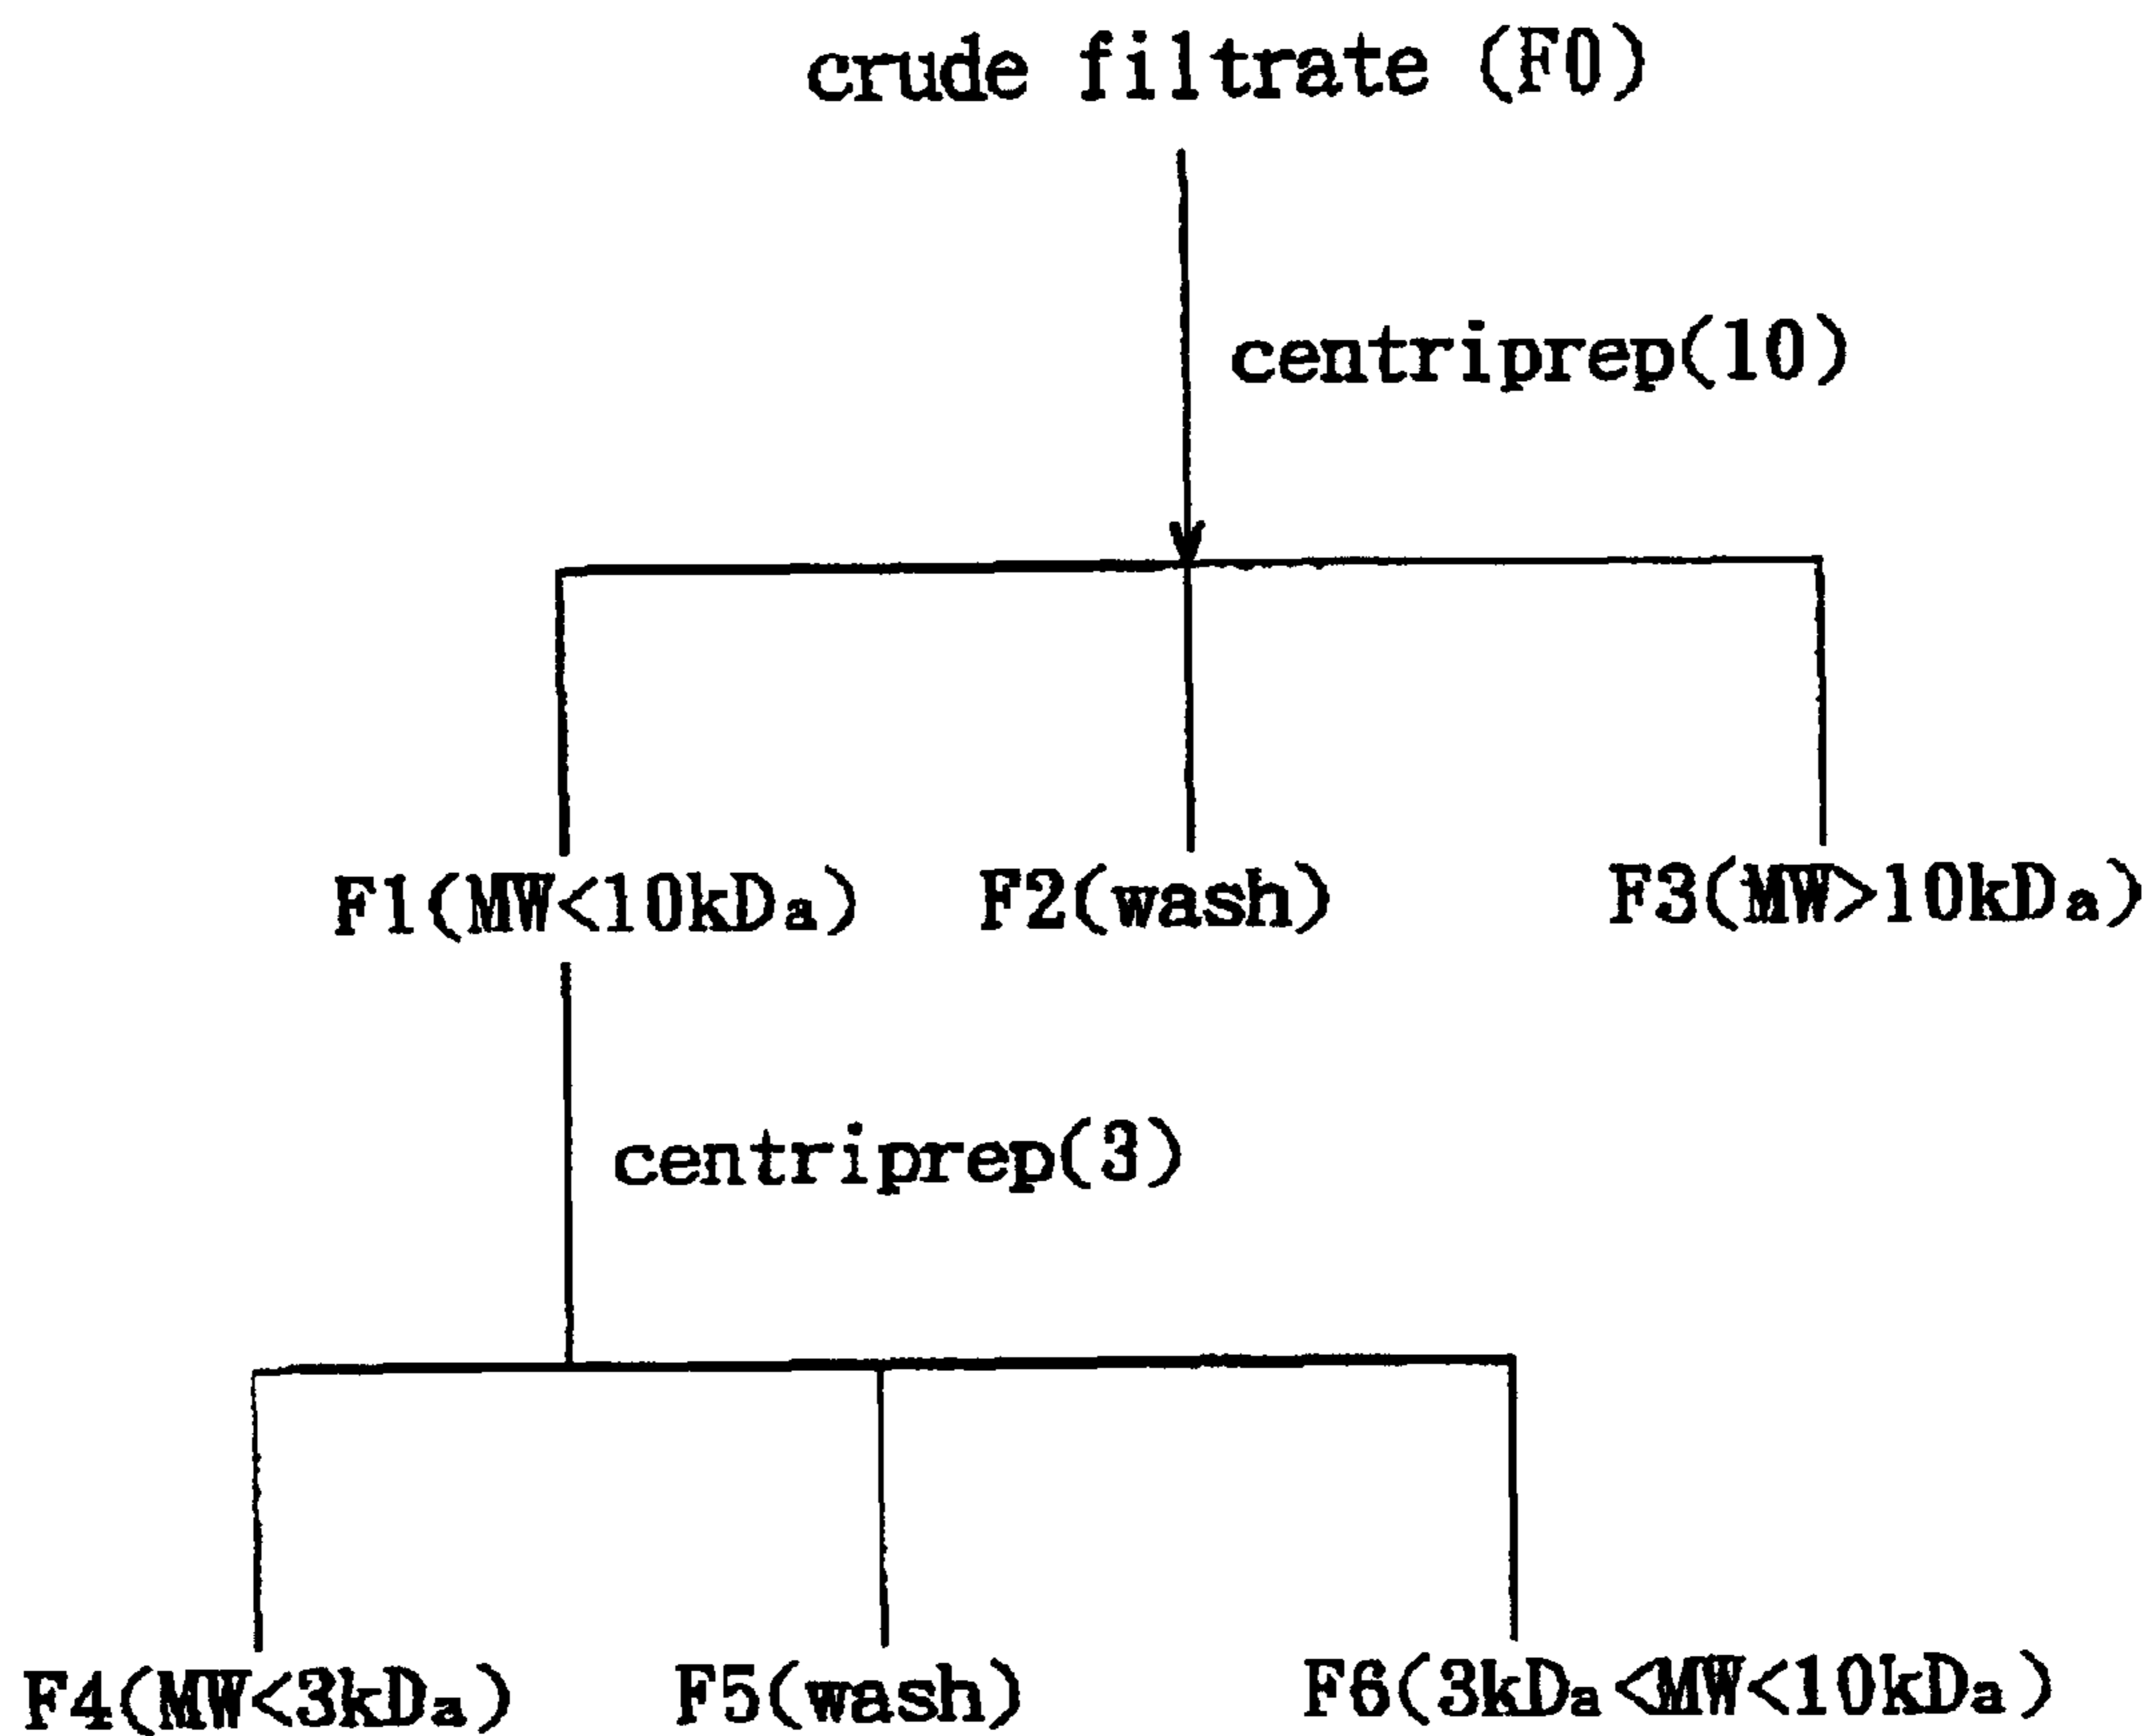 crude filtrate (F0)
centriprep(10)
F1(MW<10kDa) F2(wash) F3(MW>10kDa)
centriprep(3)
F4(MW<3kDa) F5(wash) F6(3kDa<MW<10kDa)